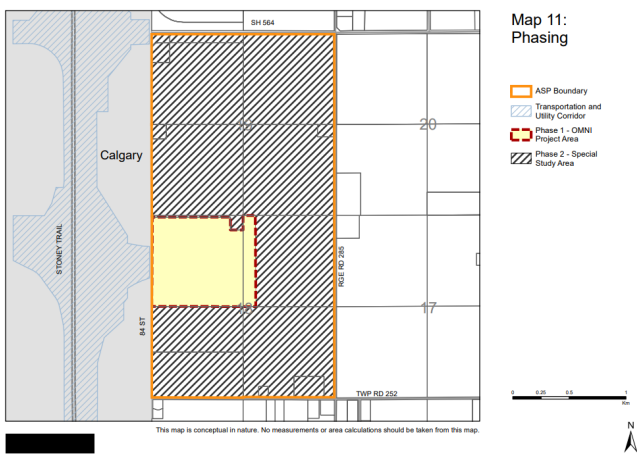 SH 564
Map 11:
Phasing
ASP Boundary
Transportation and
Utility Corridor
Phase 1 - OMNI
Project Area
Phase 2 - Special
Study Area
19
20
Calgary
STONEY TRAIL
RGE RD 285
84 ST
18
17
TWP RD 252
0 0.25 0.5 1
Km
N
This map is conceptual in nature. No measurements or area calculations should be taken from this map.